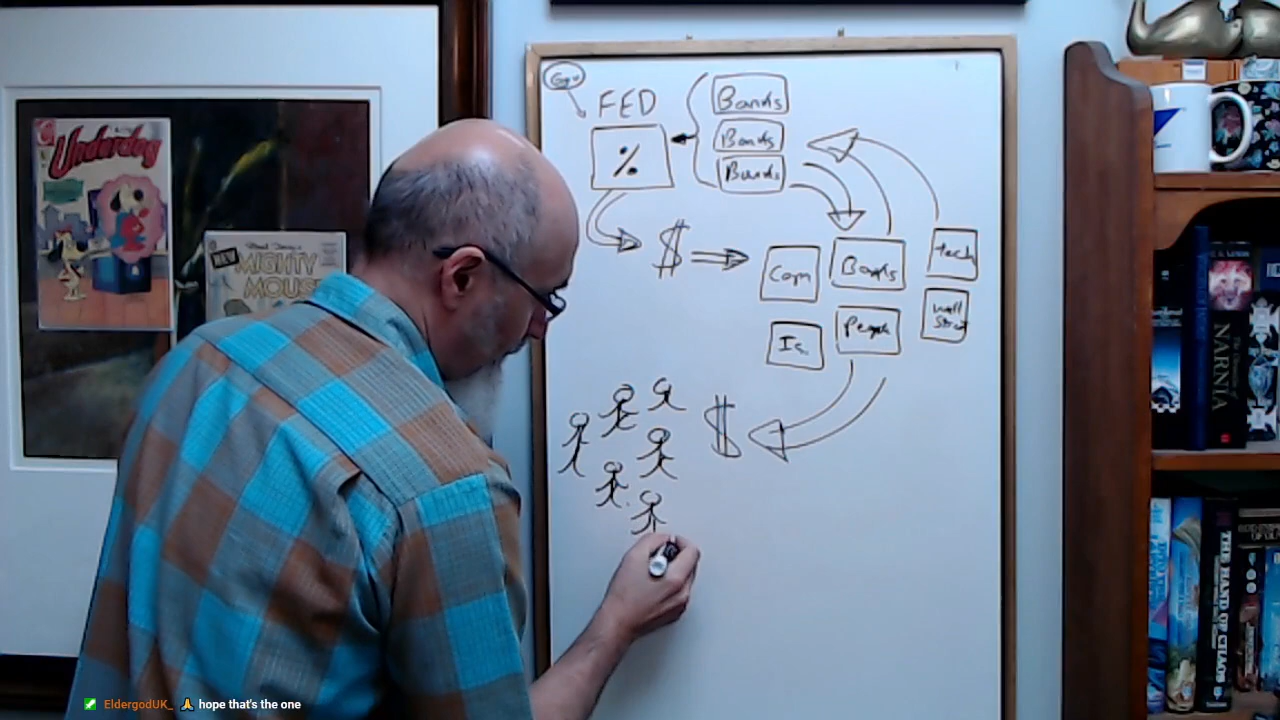 Gov
FED
%
Bonds
Bonds
Bonds
$
Corp
Banks
tech
Wall
Street
People
$
Underdog
NEW
MIGHTY
MOUSE
NARNIA
THE HAND OF CHAOS
EldergodUK_ 🙏 hope that's the one